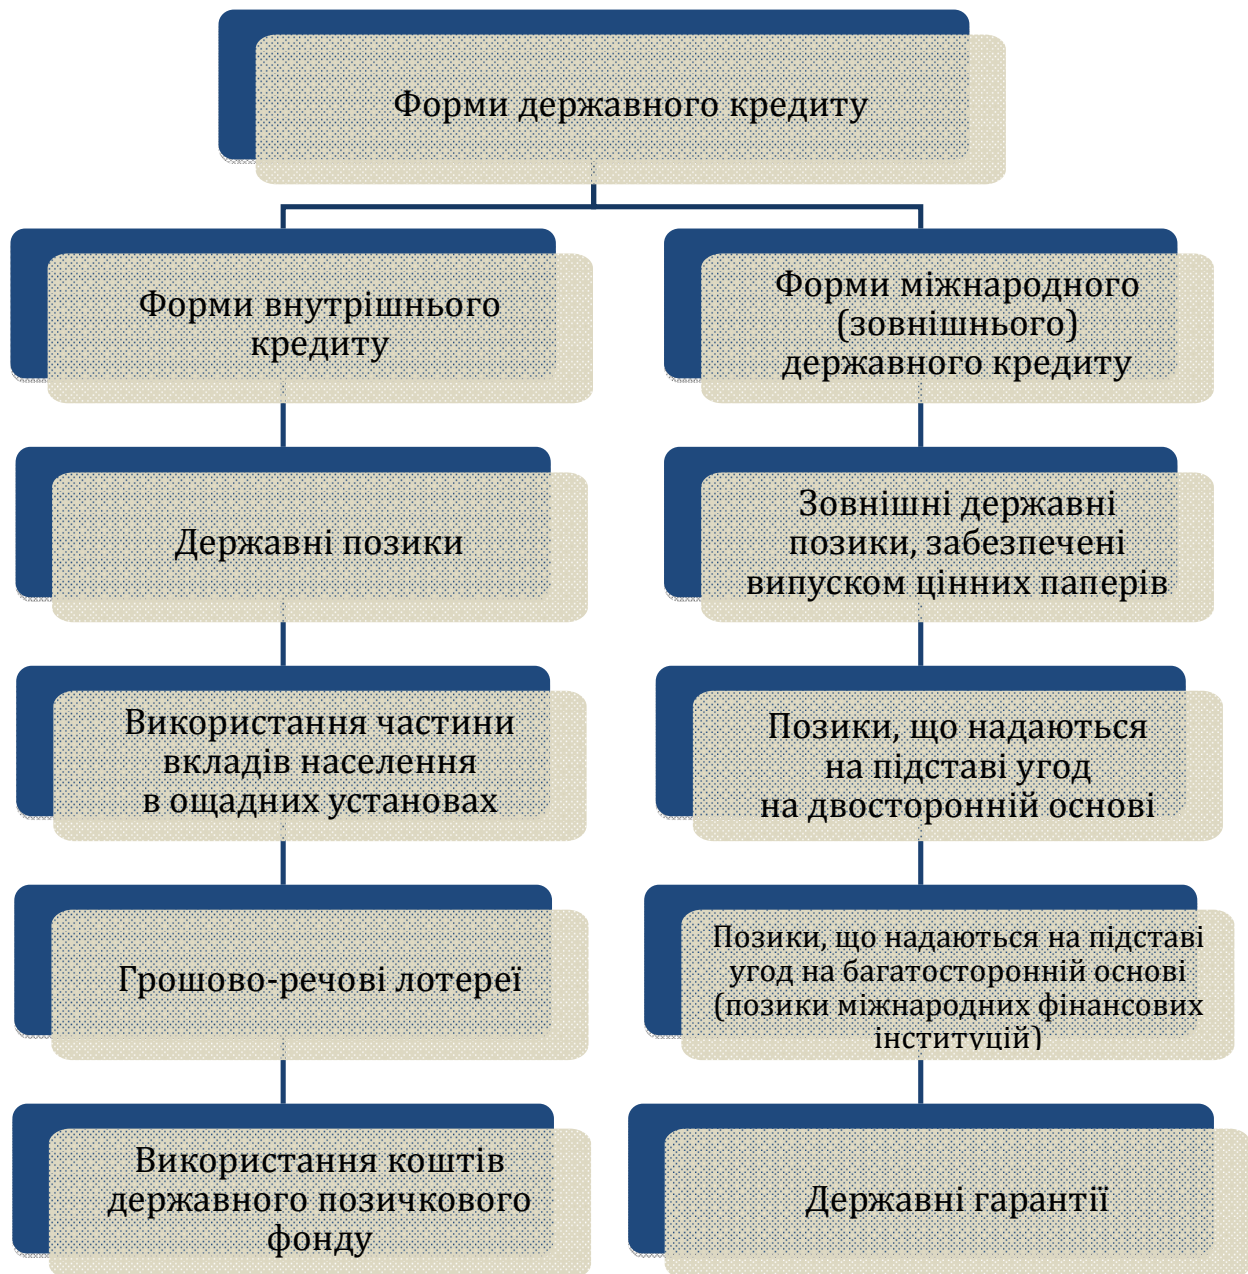 Форми державного кредиту
Форми внутрішнього
кредиту
Форми міжнародного
(зовнішнього)
державного кредиту
Державні позики
Зовнішні державні
позики, забезпечені
випуском цінних паперів
Використання частини
вкладів населення
в ощадних установах
Позики, що надаються
на підставі угод
на двосторонній основі
Грошово-речові лотереї
Позики, що надаються на підставі
угод на багатосторонній основі
(позики міжнародних фінансових
інституцій)
Використання коштів
державного позичкового
фонду
Державні гарантії